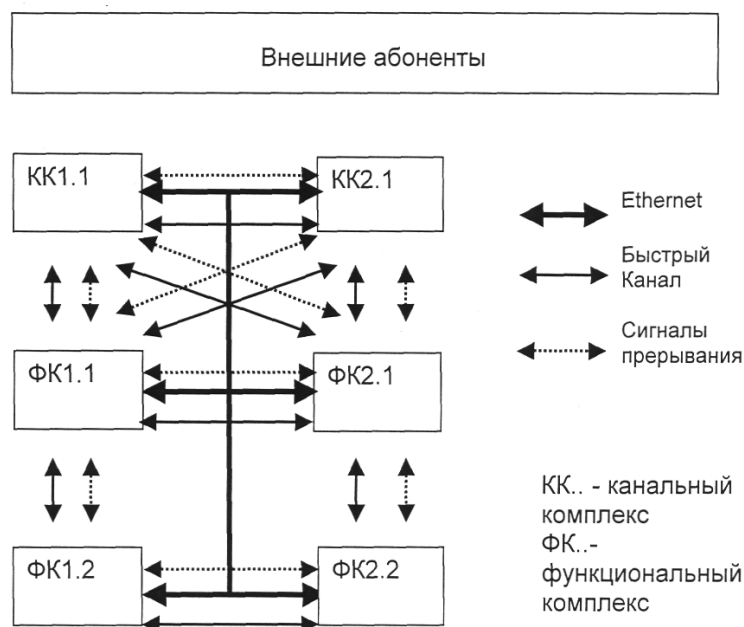 Внешние абоненты
КК1.1
КК2.1
Ethernet
Быстрый
Канал
Сигналы
прерывания
ФК1.1
ФК2.1
КК.. - канальный
комплекс
ФК..-
функциональный
комплекс
ФК1.2
ФК2.2